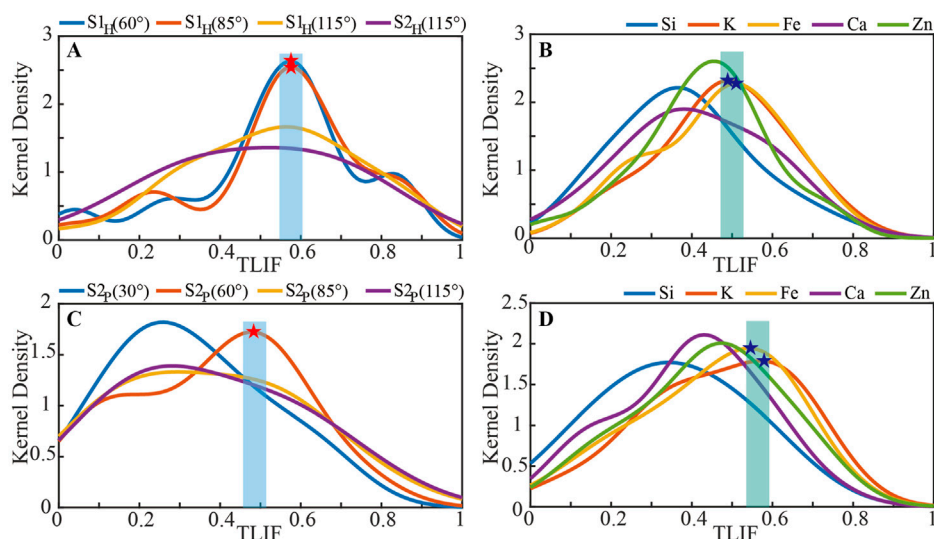 S1H(60°) S1H(85°) S1H(115°) S2H(115°)
Si K Fe Ca Zn
A
B
3
2
1
0
Kernel Density
0 0.2 0.4 0.6 0.8 1
TLIF
3
2
1
0
Kernel Density
0 0.2 0.4 0.6 0.8 1
TLIF
S2P(30°) S2P(60°) S2P(85°) S2P(115°)
Si K Fe Ca Zn
C
D
2
1.5
1
0.5
0
Kernel Density
0 0.2 0.4 0.6 0.8 1
TLIF
2.5
2
1.5
1
0.5
0
Kernel Density
0 0.2 0.4 0.6 0.8 1
TLIF